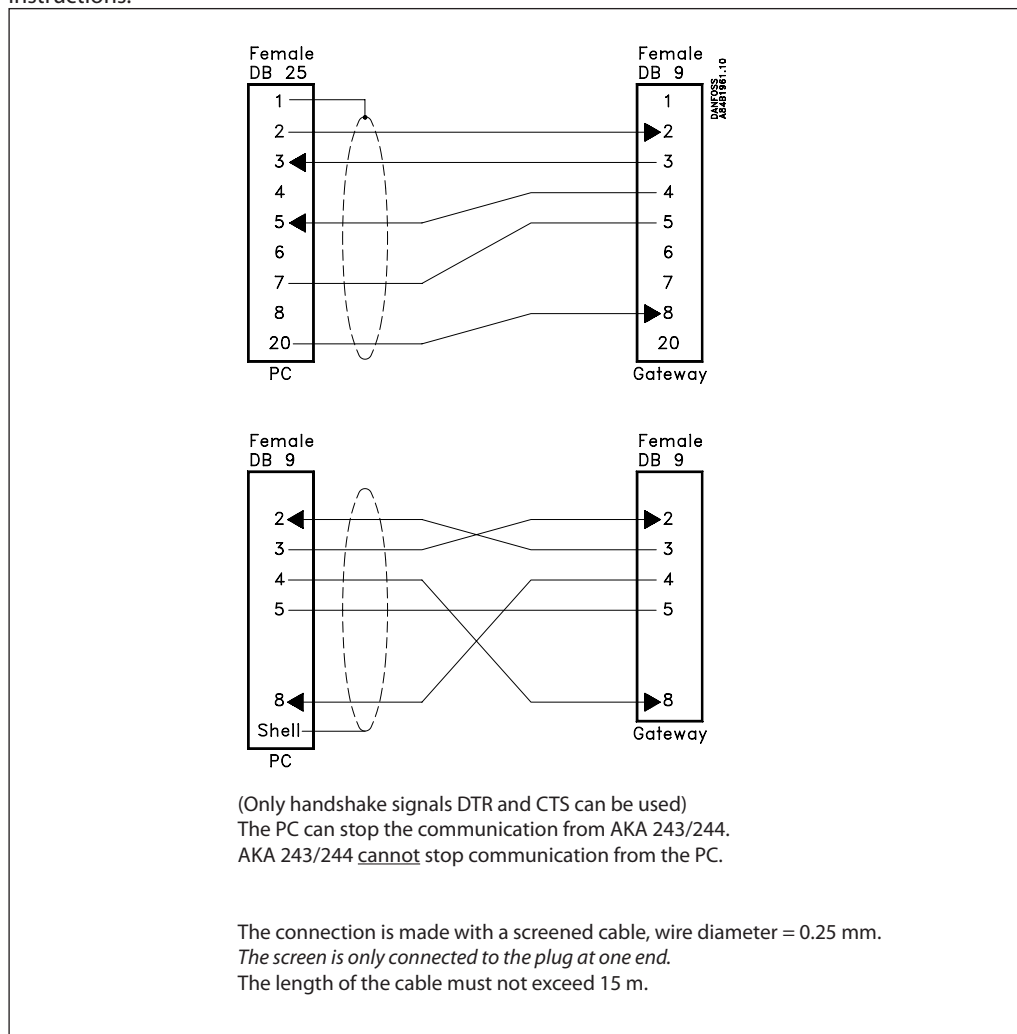 instructions.
Female Female
DB 25 DB 9
DANFOSS
A84B1961.10
1 1
2 2
3 3
4 4
5 5
6 6
7 7
8 8
20 20
PC Gateway
Female Female
DB 9 DB 9
2 2
3 3
4 4
5 5
8 8
Shell Gateway
PC
(Only handshake signals DTR and CTS can be used)
The PC can stop the communication from AKA 243/244.
AKA 243/244 cannot stop communication from the PC.
The connection is made with a screened cable, wire diameter = 0.25 mm.
The screen is only connected to the plug at one end.
The length of the cable must not exceed 15 m.